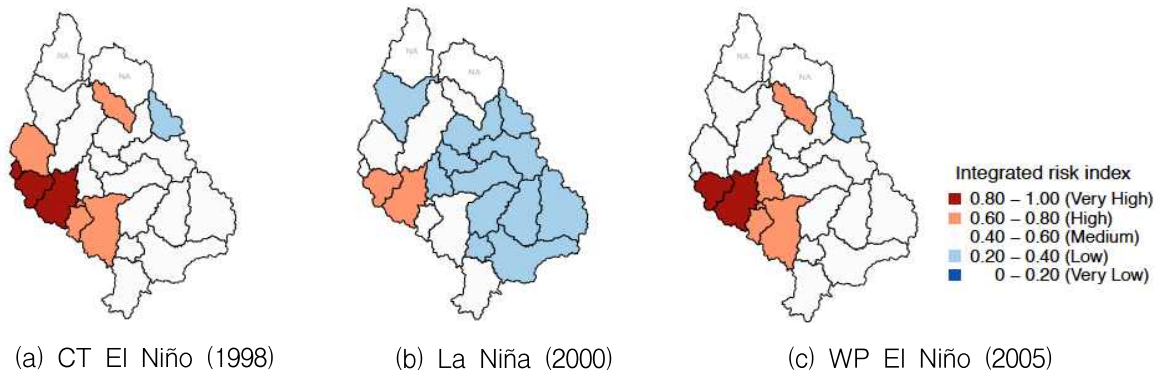 NA
NA
NA
NA
NA
NA
Integrated risk index
0.80 – 1.00 (Very High)
0.60 – 0.80 (High)
0.40 – 0.60 (Medium)
0.20 – 0.40 (Low)
0 – 0.20 (Very Low)
(a) CT El Niño (1998)
(b) La Niña (2000)
(c) WP El Niño (2005)